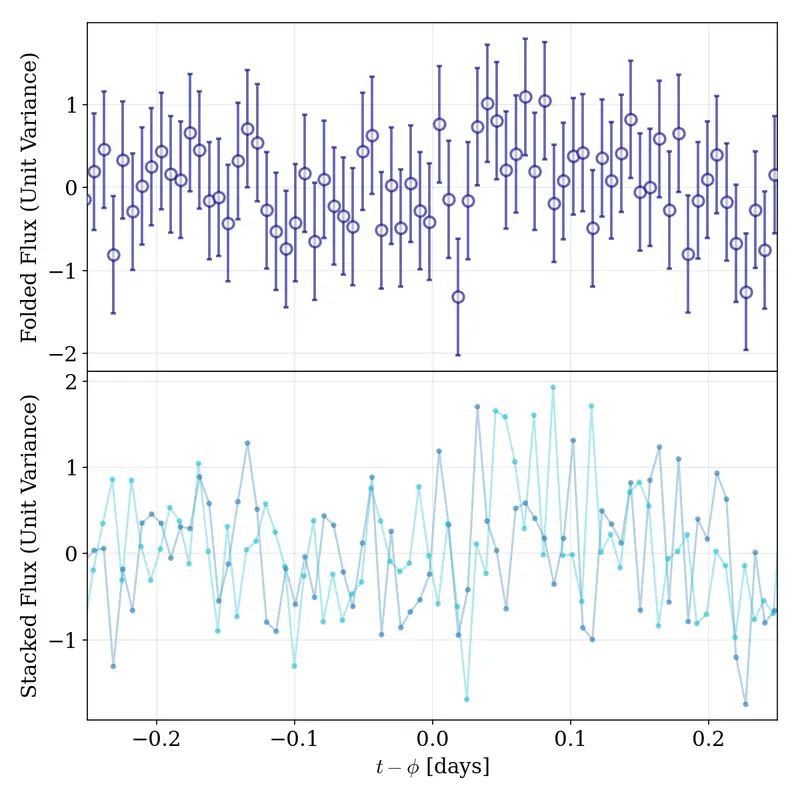 Folded Flux (Unit Variance)
1
0
−1
−2
Stacked Flux (Unit Variance)
2
1
0
−1
−0.2 −0.1 0.0 0.1 0.2
t − ϕ [days]